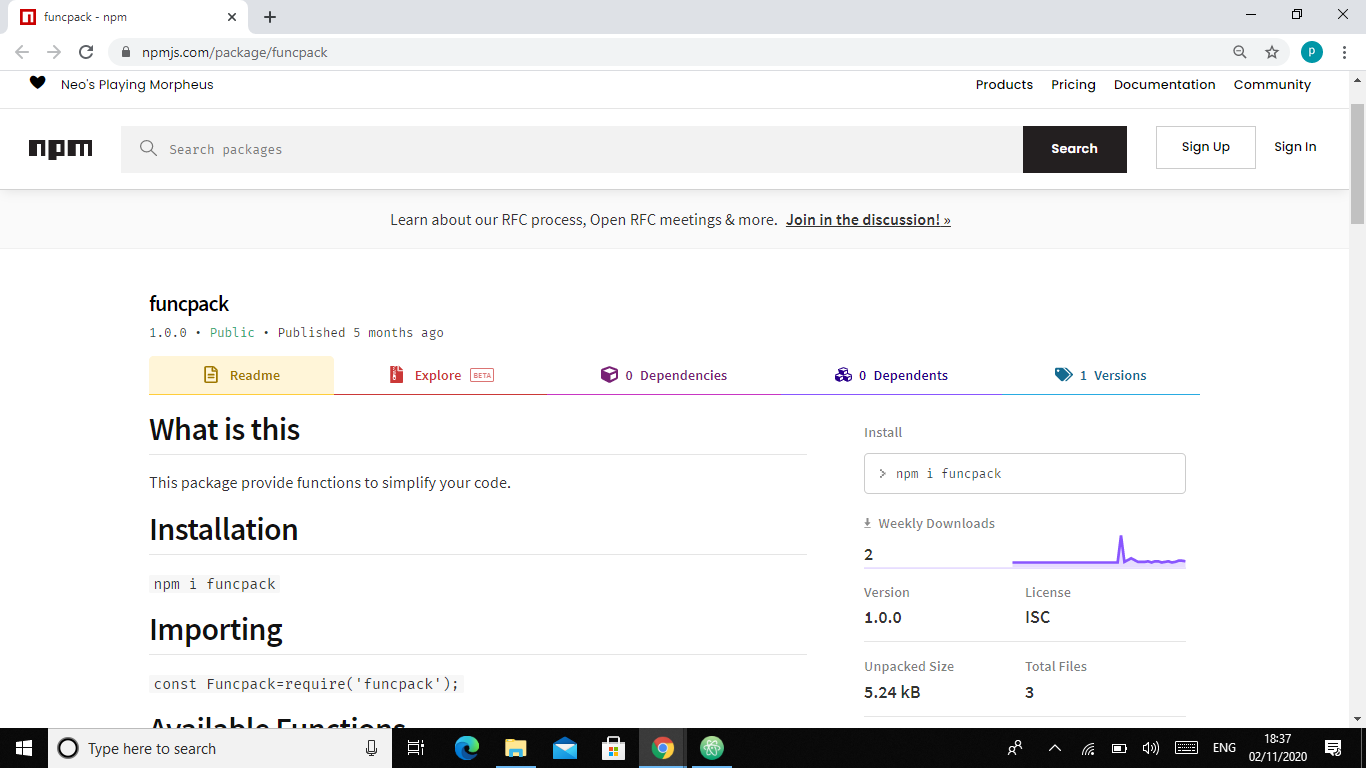 funcpack - npm
npmjs.com/package/funcpack
p
Neo's Playing Morpheus
Products Pricing Documentation Community
npm
Search packages
Search
Sign Up
Sign In
Learn about our RFC process, Open RFC meetings & more. Join in the discussion! »
funcpack
1.0.0 • Public • Published 5 months ago
Readme
Explore BETA
0 Dependencies
0 Dependents
1 Versions
What is this
This package provide functions to simplify your code.
Installation
npm i funcpack
Importing
const Funcpack=require('funcpack');
Available Functions
Install
> npm i funcpack
Weekly Downloads
2
Version
1.0.0
License
ISC
Unpacked Size
5.24 kB
Total Files
3
Type here to search
ENG
18:37
02/11/2020